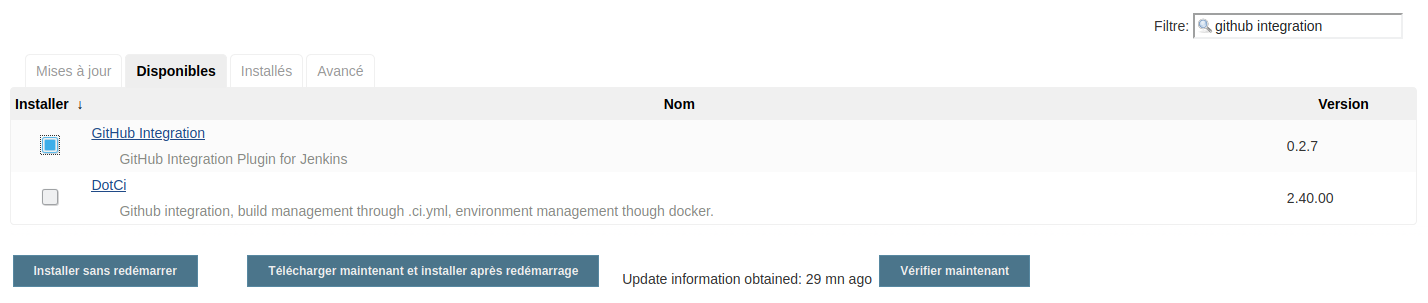 Filtre: github integration
Mises à jour Disponibles Installés Avancé
Installer ↓ Nom Version
GitHub Integration
GitHub Integration Plugin for Jenkins
0.2.7
DotCi
Github integration, build management through .ci.yml, environment management though docker.
2.40.00
Installer sans redémarrer Télécharger maintenant et installer après redémarrage Update information obtained: 29 mn ago Vérifier maintenant